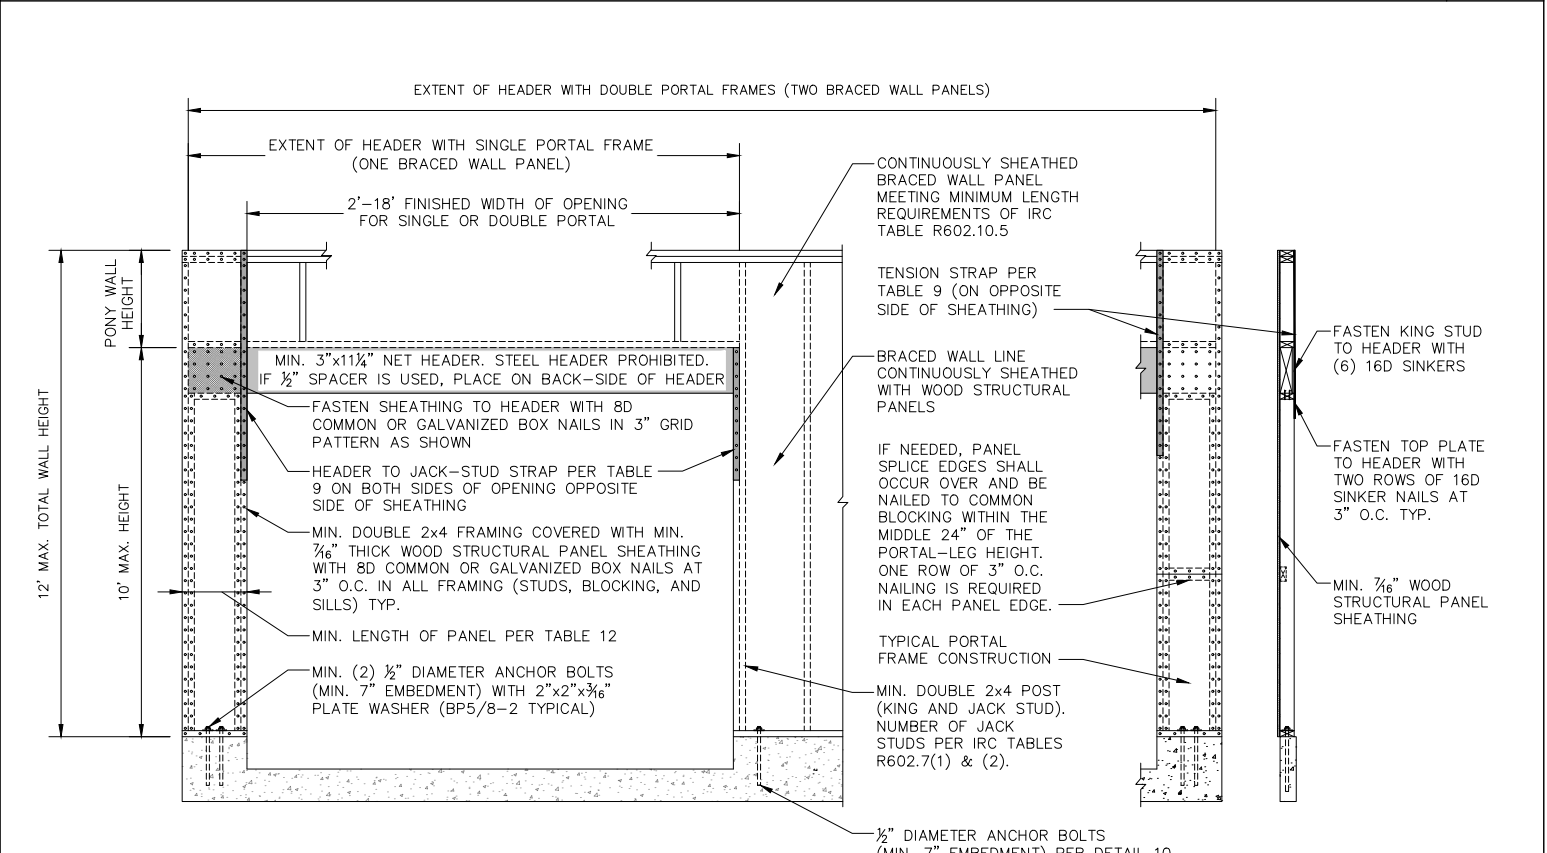 EXTENT OF HEADER WITH DOUBLE PORTAL FRAMES (TWO BRACED WALL PANELS)
EXTENT OF HEADER WITH SINGLE PORTAL FRAME
(ONE BRACED WALL PANEL)
2'-18' FINISHED WIDTH OF OPENING
FOR SINGLE OR DOUBLE PORTAL
12' MAX. TOTAL WALL HEIGHT
PONY WALL
HEIGHT
10' MAX. HEIGHT
MIN. 3"x11¼" NET HEADER. STEEL HEADER PROHIBITED.
IF ½" SPACER IS USED, PLACE ON BACK-SIDE OF HEADER
FASTEN SHEATHING TO HEADER WITH 8D
COMMON OR GALVANIZED BOX NAILS IN 3" GRID
PATTERN AS SHOWN
HEADER TO JACK-STUD STRAP PER TABLE
9 ON BOTH SIDES OF OPENING OPPOSITE
SIDE OF SHEATHING
MIN. DOUBLE 2x4 FRAMING COVERED WITH MIN.
⁷⁄₁₆" THICK WOOD STRUCTURAL PANEL SHEATHING
WITH 8D COMMON OR GALVANIZED BOX NAILS AT
3" O.C. IN ALL FRAMING (STUDS, BLOCKING, AND
SILLS) TYP.
MIN. LENGTH OF PANEL PER TABLE 12
MIN. (2) ½" DIAMETER ANCHOR BOLTS
(MIN. 7" EMBEDMENT) WITH 2"x2"x³⁄₁₆"
PLATE WASHER (BP5/8-2 TYPICAL)
CONTINUOUSLY SHEATHED
BRACED WALL PANEL
MEETING MINIMUM LENGTH
REQUIREMENTS OF IRC
TABLE R602.10.5
TENSION STRAP PER
TABLE 9 (ON OPPOSITE
SIDE OF SHEATHING)
BRACED WALL LINE
CONTINUOUSLY SHEATHED
WITH WOOD STRUCTURAL
PANELS
IF NEEDED, PANEL
SPLICE EDGES SHALL
OCCUR OVER AND BE
NAILED TO COMMON
BLOCKING WITHIN THE
MIDDLE 24" OF THE
PORTAL-LEG HEIGHT.
ONE ROW OF 3" O.C.
NAILING IS REQUIRED
IN EACH PANEL EDGE.
TYPICAL PORTAL
FRAME CONSTRUCTION
MIN. DOUBLE 2x4 POST
(KING AND JACK STUD).
NUMBER OF JACK
STUDS PER IRC TABLES
R602.7(1) & (2).
½" DIAMETER ANCHOR BOLTS
(MIN. 7" EMBEDMENT) PER DETAIL 10
FASTEN KING STUD
TO HEADER WITH
(6) 16D SINKERS
FASTEN TOP PLATE
TO HEADER WITH
TWO ROWS OF 16D
SINKER NAILS AT
3" O.C. TYP.
MIN. ⁷⁄₁₆" WOOD
STRUCTURAL PANEL
SHEATHING